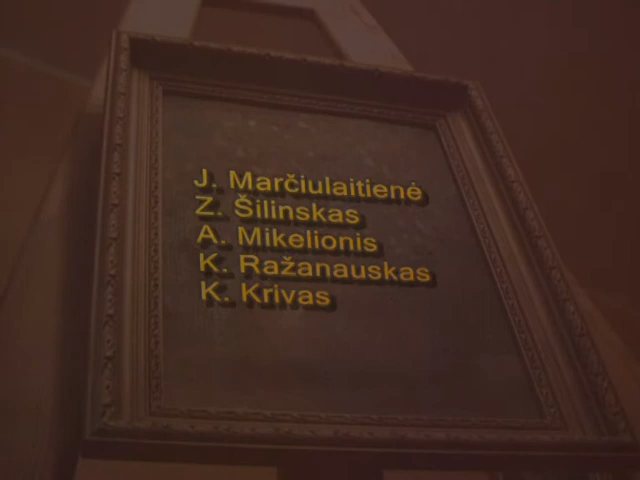 J. Marčiulaitienė
Z. Šilinskas
A. Mikelionis
K. Ražanauskas
K. Krivas